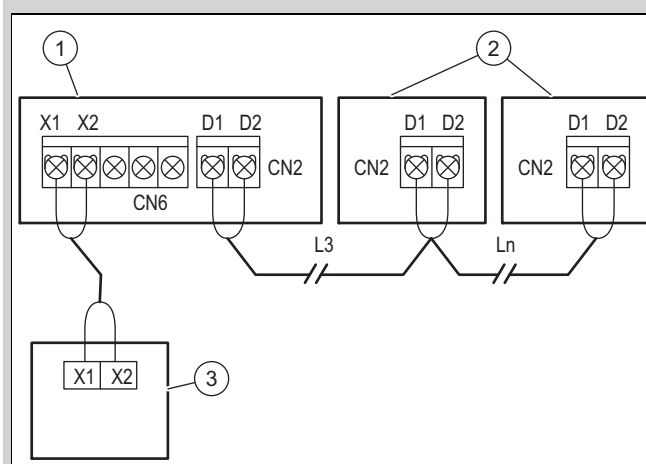 1 2
X1 X2 D1 D2 D1 D2 D1 D2
CN2 CN2 CN2
CN6
L3 Ln
X1 X2 3